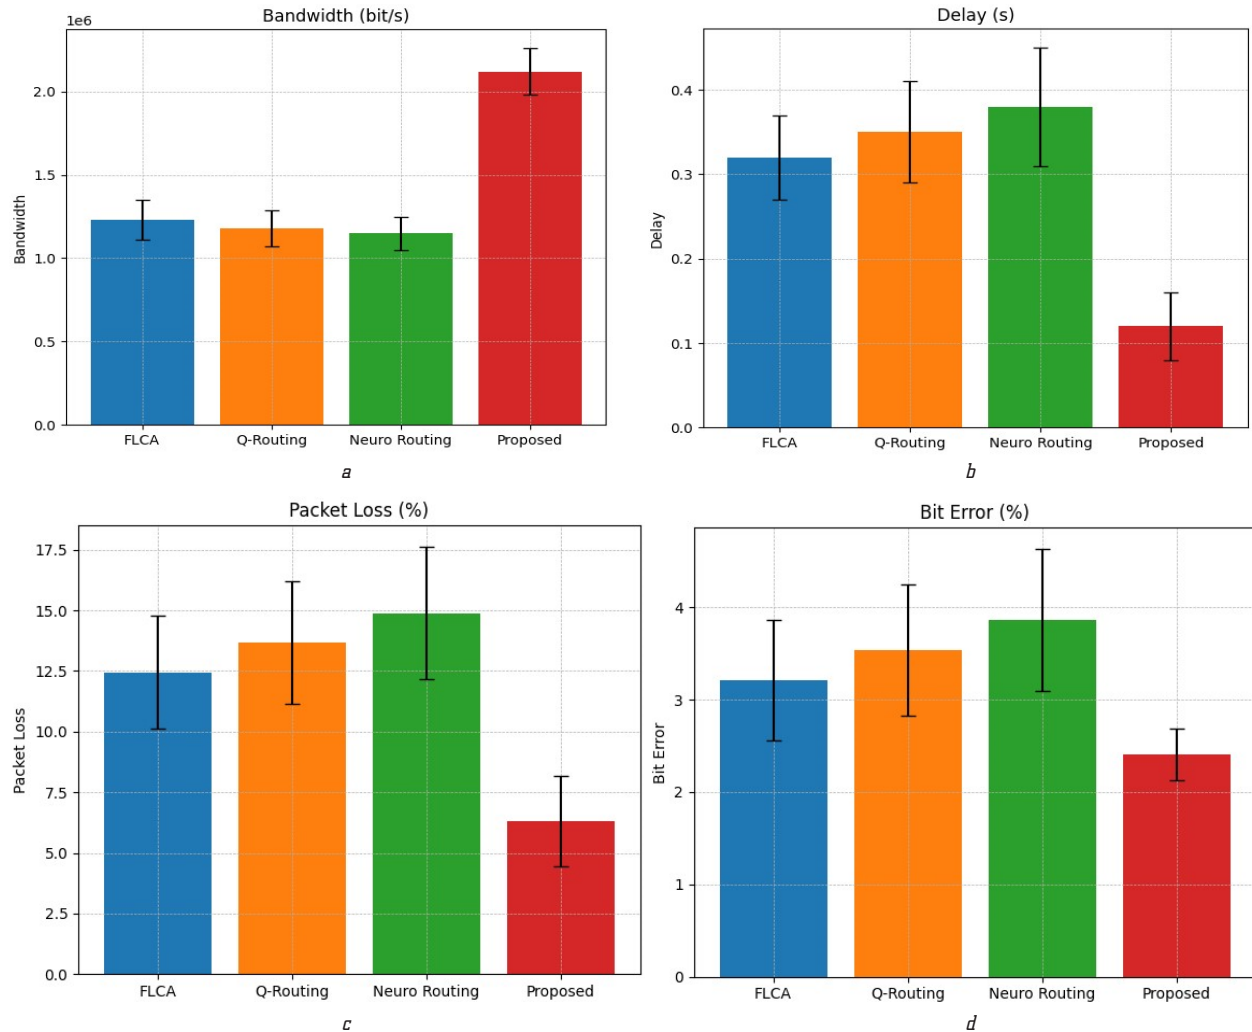 Bandwidth (bit/s)
1e6
2.0
1.5
1.0
0.5
0.0
Bandwidth
FLCA Q-Routing Neuro Routing Proposed
a
Delay (s)
0.4
0.3
0.2
0.1
0.0
Delay
FLCA Q-Routing Neuro Routing Proposed
b
Packet Loss (%)
17.5
15.0
12.5
10.0
7.5
5.0
2.5
0.0
Packet Loss
FLCA Q-Routing Neuro Routing Proposed
c
Bit Error (%)
4
3
2
1
0
Bit Error
FLCA Q-Routing Neuro Routing Proposed
d